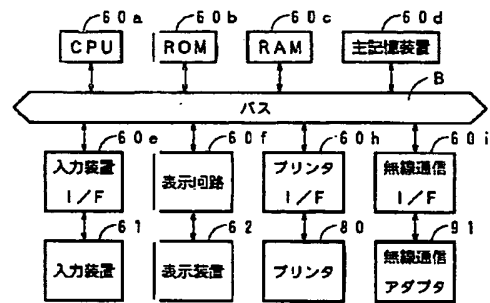 60a 60b 60c 60d
CPU ROM RAM 主記憶装置
B
バス
60e 60f 60h 60i
入力装置 I/F 表示回路 プリンタ I/F 無線通信 I/F
61 62 80 91
入力装置 表示装置 プリンタ 無線通信 アダプタ